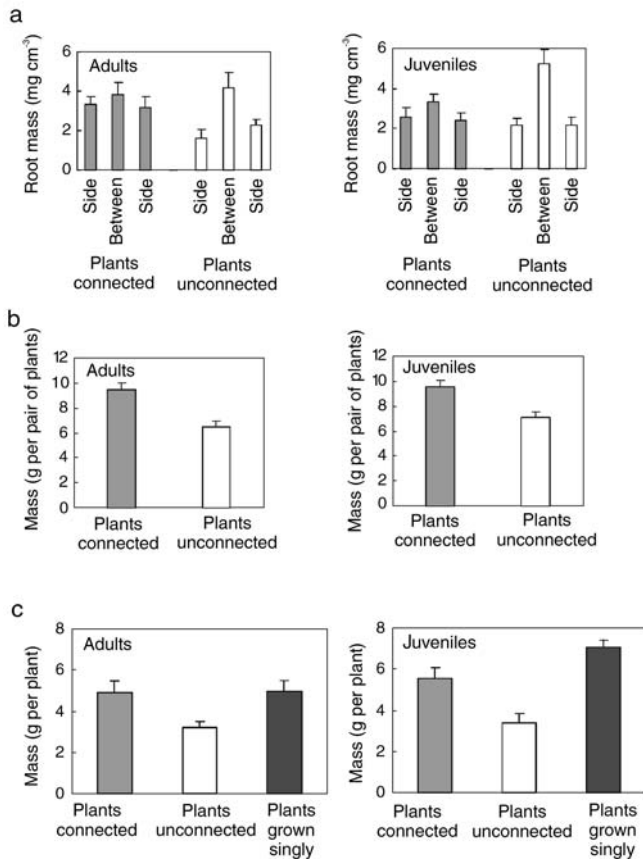 a
Root mass (mg cm⁻³)
6
4
2
0
Adults
Side
Between
Side
Side
Between
Side
Plants connected
Plants unconnected
Root mass (mg cm⁻³)
6
4
2
0
Juveniles
Side
Between
Side
Side
Between
Side
Plants connected
Plants unconnected
b
Mass (g per pair of plants)
12
10
8
6
4
2
0
Adults
Plants connected
Plants unconnected
Mass (g per pair of plants)
12
10
8
6
4
2
0
Juveniles
Plants connected
Plants unconnected
c
Mass (g per plant)
8
6
4
2
0
Adults
Plants connected
Plants unconnected
Plants grown singly
Mass (g per plant)
8
6
4
2
0
Juveniles
Plants connected
Plants unconnected
Plants grown singly